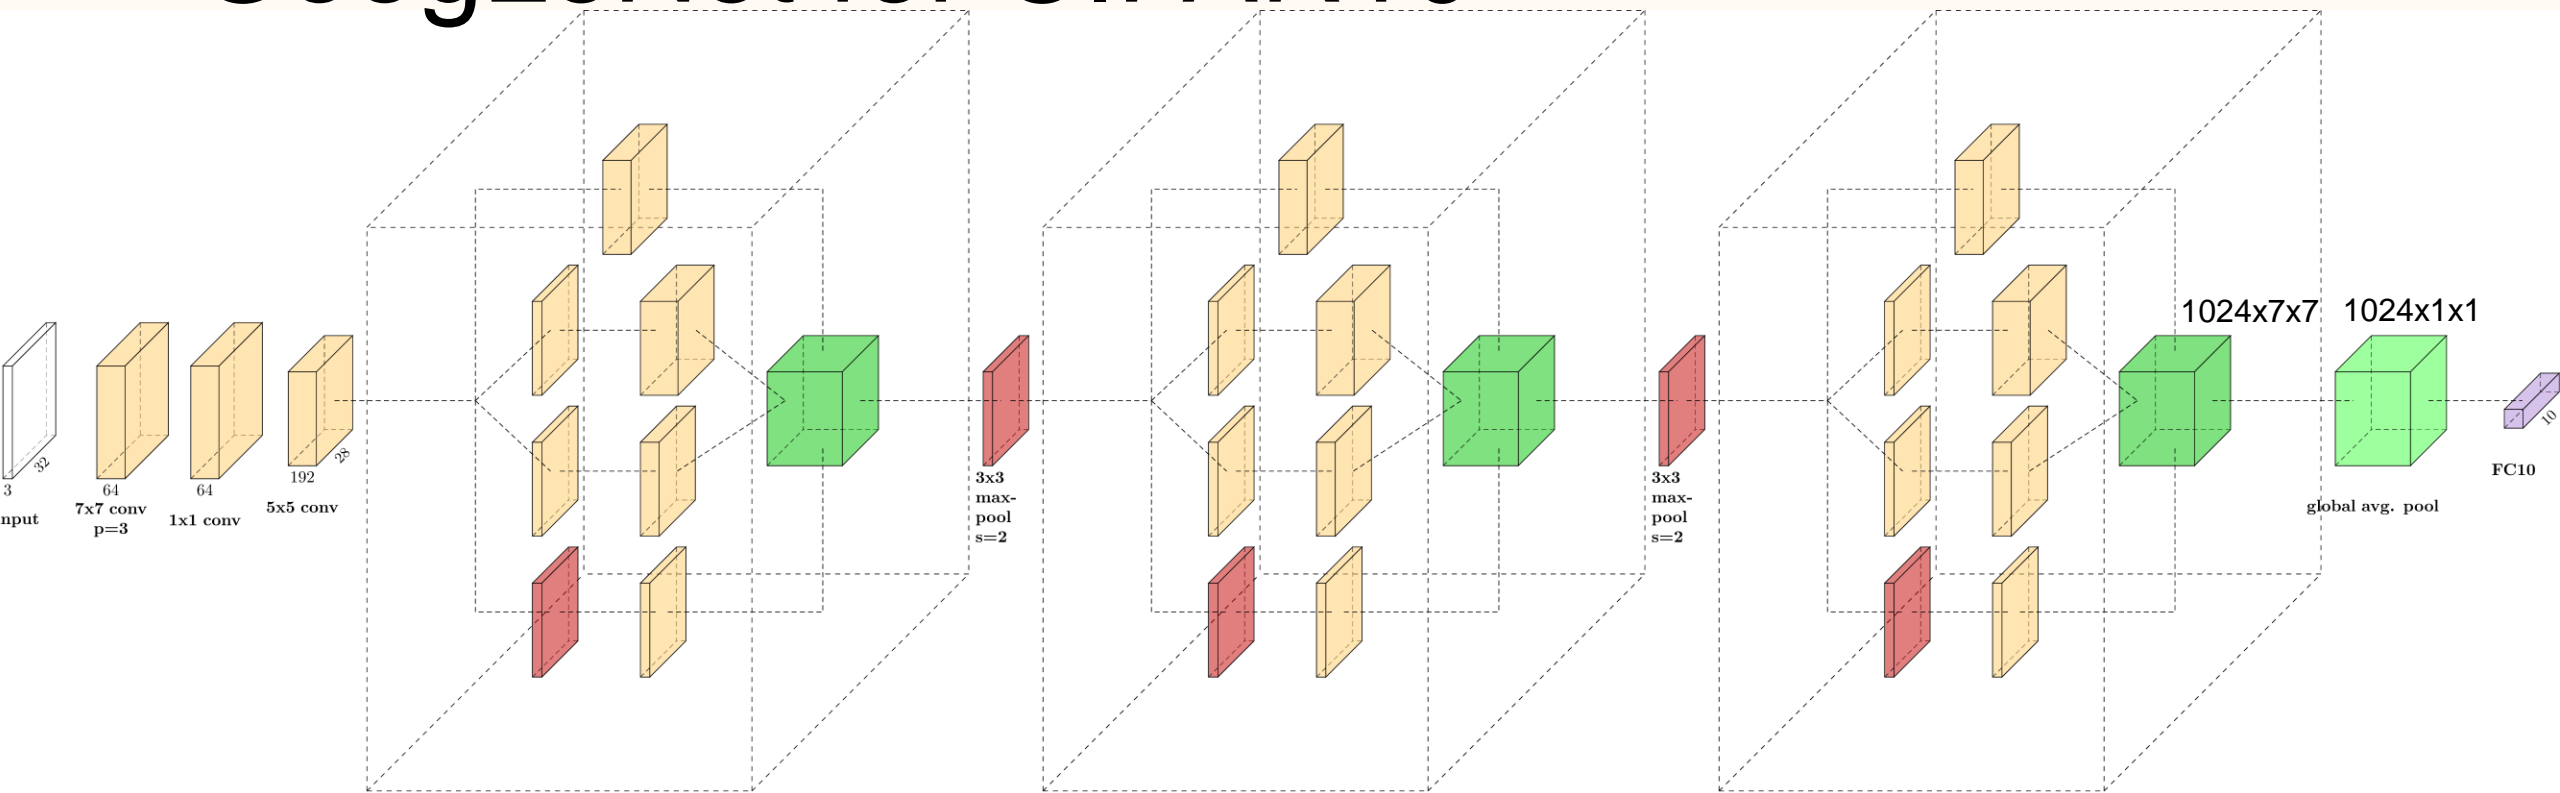 3
32
nput
64
7x7 conv
p=3
64
1x1 conv
192
28
5x5 conv
3x3
max-
pool
s=2
3x3
max-
pool
s=2
1024x7x7
1024x1x1
global avg. pool
10
FC10